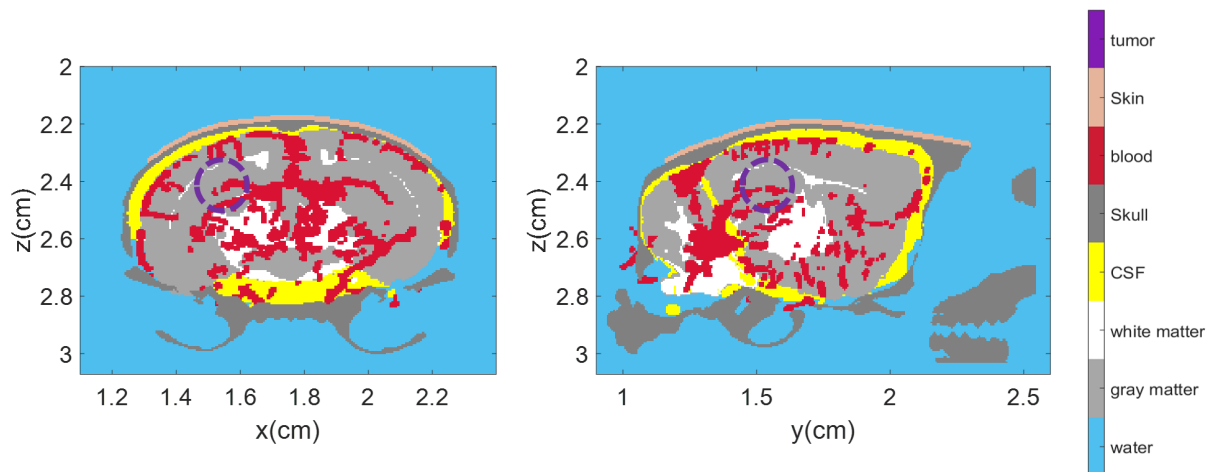 2
2.2
2.4
2.6
2.8
3
z(cm)
1.2
1.4
1.6
1.8
2
2.2
x(cm)
2
2.2
2.4
2.6
2.8
3
z(cm)
1
1.5
2
2.5
y(cm)
tumor
Skin
blood
Skull
CSF
white matter
gray matter
water